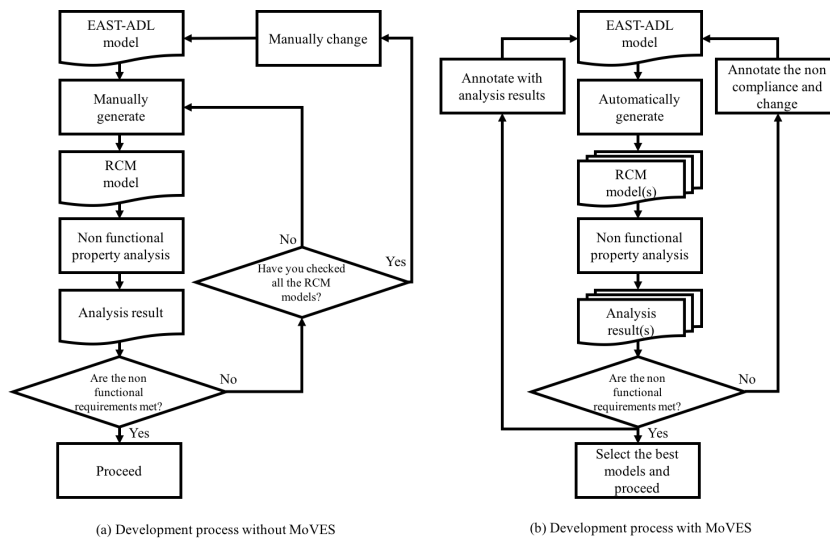 EAST-ADL
model
Manually change
Manually
generate
RCM
model
Non functional
property analysis
No
Yes
Have you checked
all the RCM
models?
Analysis result
Are the non
functional
requirements met?
No
Yes
Proceed
(a) Development process without MoVES
EAST-ADL
model
Annotate with
analysis results
Annotate the non
compliance and
change
Automatically
generate
RCM
model(s)
Non functional
property analysis
Analysis
result(s)
Are the non
functional
requirements met?
No
Yes
Select the best
models and
proceed
(b) Development process with MoVES